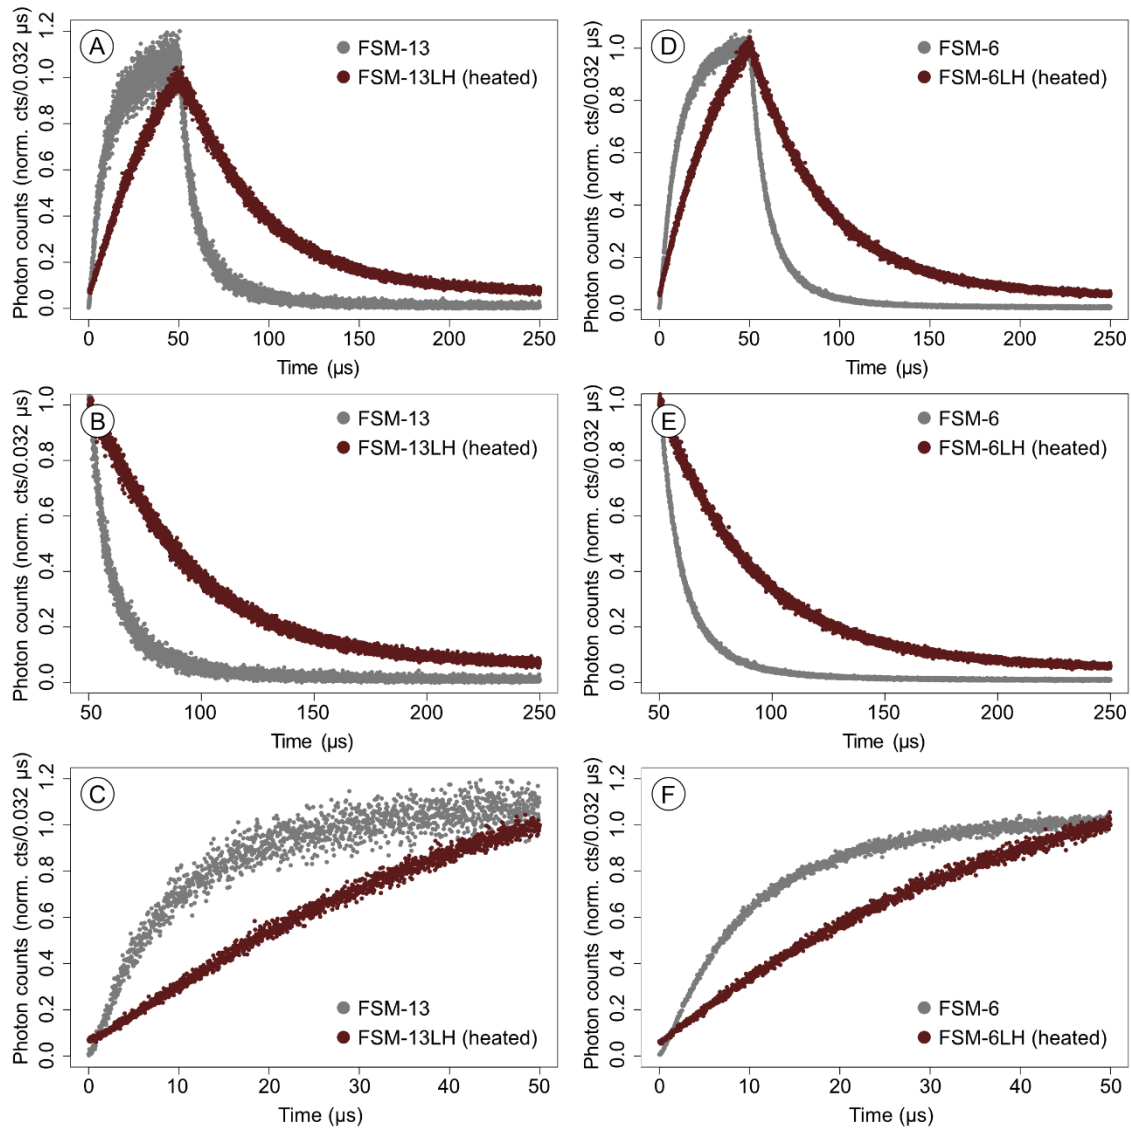 A
FSM-13
FSM-13LH (heated)
Photon counts (norm. cts/0.032 µs)
0.0 0.2 0.4 0.6 0.8 1.0 1.2
0 50 100 150 200 250
Time (µs)
D
FSM-6
FSM-6LH (heated)
Photon counts (norm. cts/0.032 µs)
0.0 0.2 0.4 0.6 0.8 1.0
0 50 100 150 200 250
Time (µs)
B
FSM-13
FSM-13LH (heated)
Photon counts (norm. cts/0.032 µs)
0.0 0.2 0.4 0.6 0.8 1.0
50 100 150 200 250
Time (µs)
E
FSM-6
FSM-6LH (heated)
Photon counts (norm. cts/0.032 µs)
0.0 0.2 0.4 0.6 0.8 1.0
50 100 150 200 250
Time (µs)
C
FSM-13
FSM-13LH (heated)
Photon counts (norm. cts/0.032 µs)
0.0 0.2 0.4 0.6 0.8 1.0 1.2
0 10 20 30 40 50
Time (µs)
F
FSM-6
FSM-6LH (heated)
Photon counts (norm. cts/0.032 µs)
0.0 0.2 0.4 0.6 0.8 1.0 1.2
0 10 20 30 40 50
Time (µs)